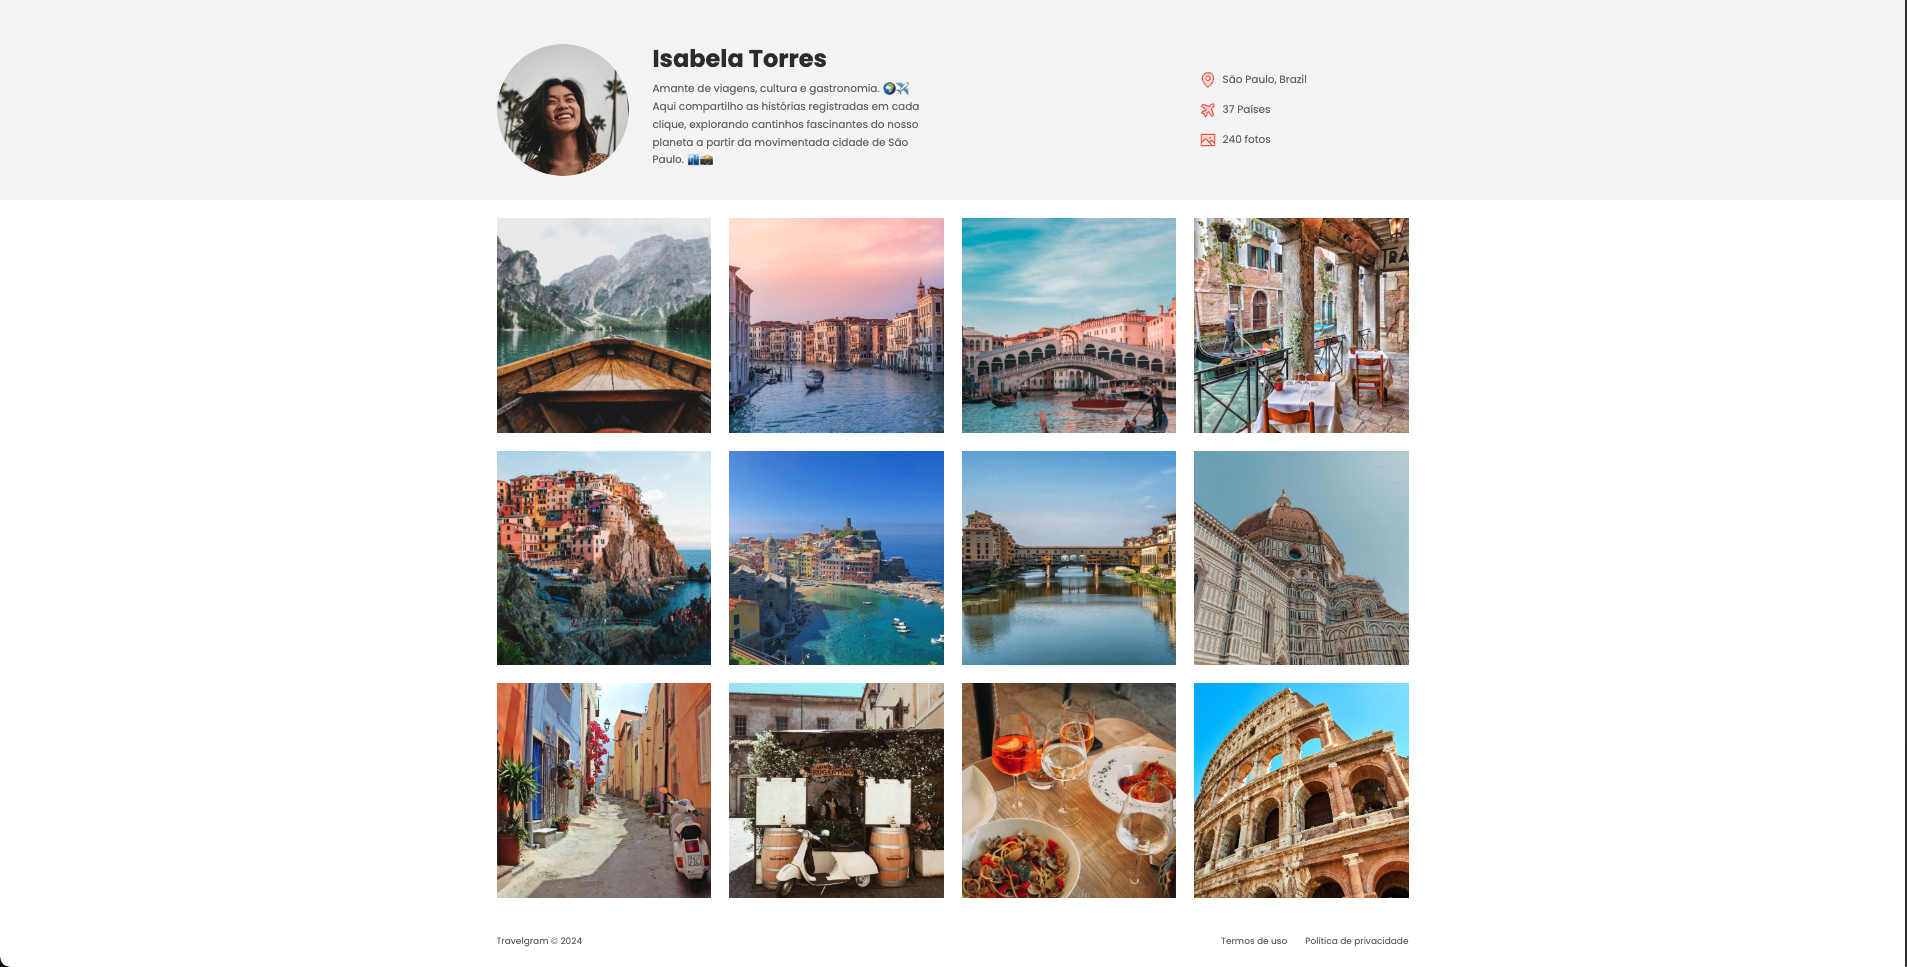 Isabela Torres
Amante de viagens, cultura e gastronomia. 🌍✈️
Aqui compartilho as histórias registradas em cada
clique, explorando cantinhos fascinantes do nosso
planeta a partir da movimentada cidade de São
Paulo. 🏙️📸
São Paulo, Brazil
37 Países
240 fotos
TRA
Travelgram © 2024
Termos de uso
Política de privacidade